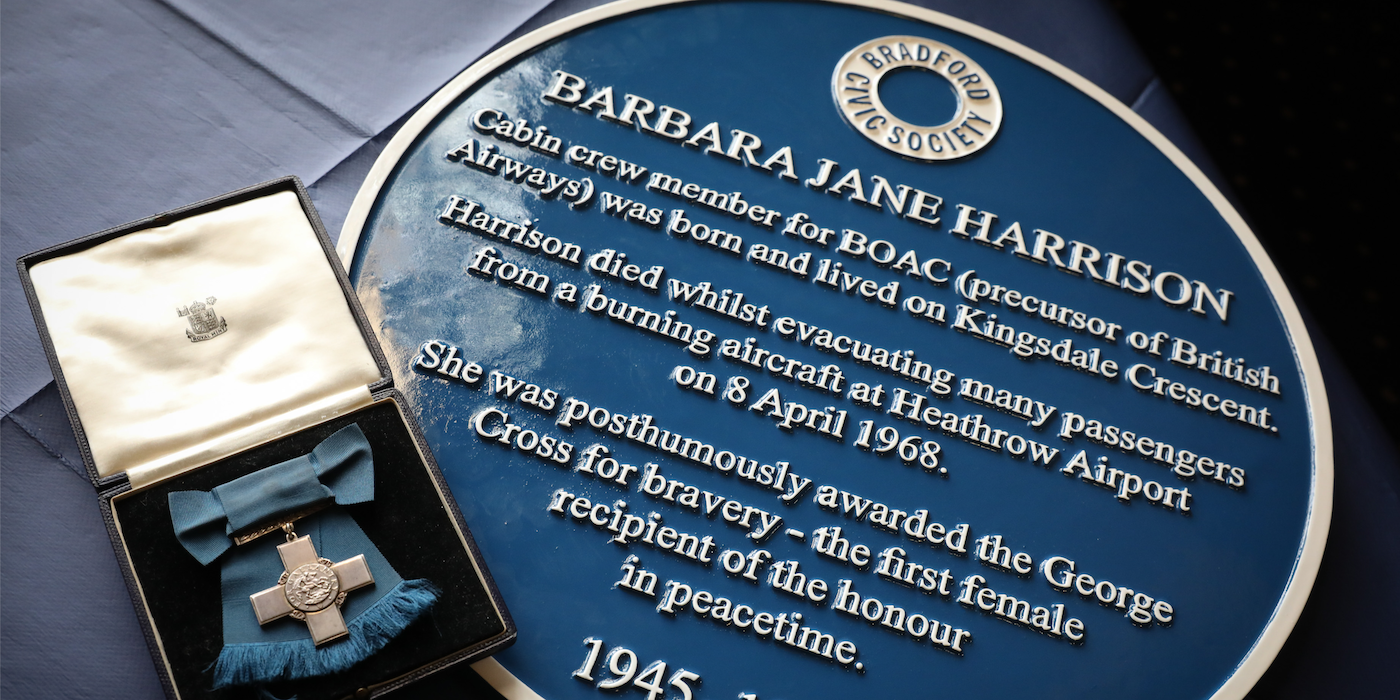 BRADFORD
CIVIC SOCIETY
BARBARA JANE HARRISON
Cabin crew member for BOAC (precursor of British
Airways) was born and lived on Kingsdale Crescent.
Harrison died whilst evacuating many passengers
from a burning aircraft at Heathrow Airport
on 8 April 1968.
She was posthumously awarded the George
Cross for bravery – the first female
recipient of the honour
in peacetime.
1945
ROYAL MINT